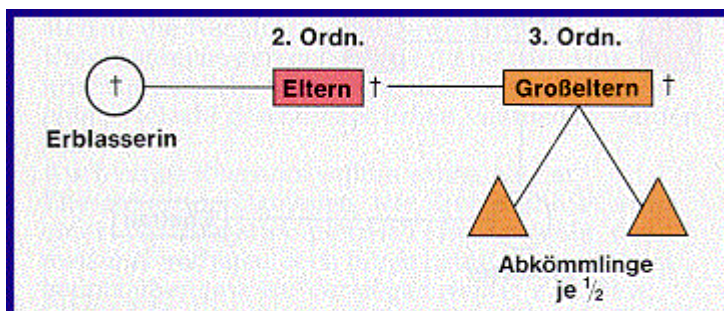 2. Ordn. 3. Ordn.
† Eltern † Großeltern †
Erblasserin
Abkömmlinge
je 1/2